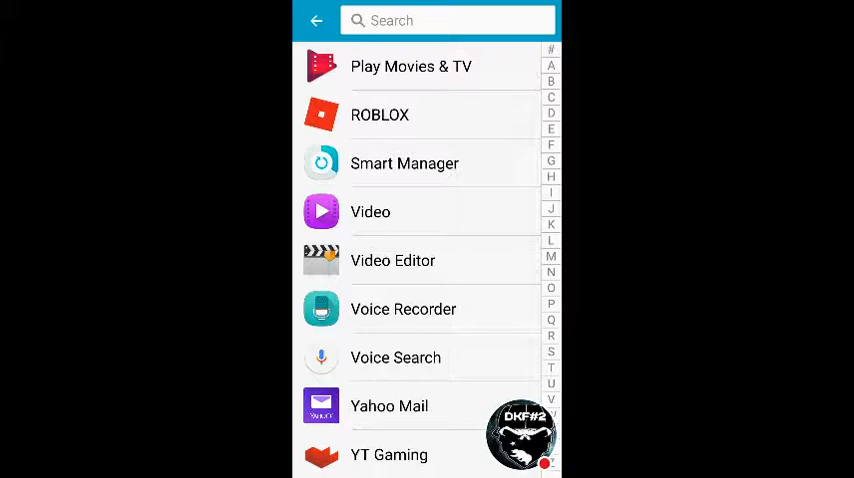 Search
Play Movies & TV
ROBLOX
Smart Manager
Video
Video Editor
Voice Recorder
Voice Search
Yahoo Mail
YAHOO!
YT Gaming
DKF#2
#
A
B
C
D
E
F
G
H
I
J
K
L
M
N
O
P
Q
R
S
T
U
V